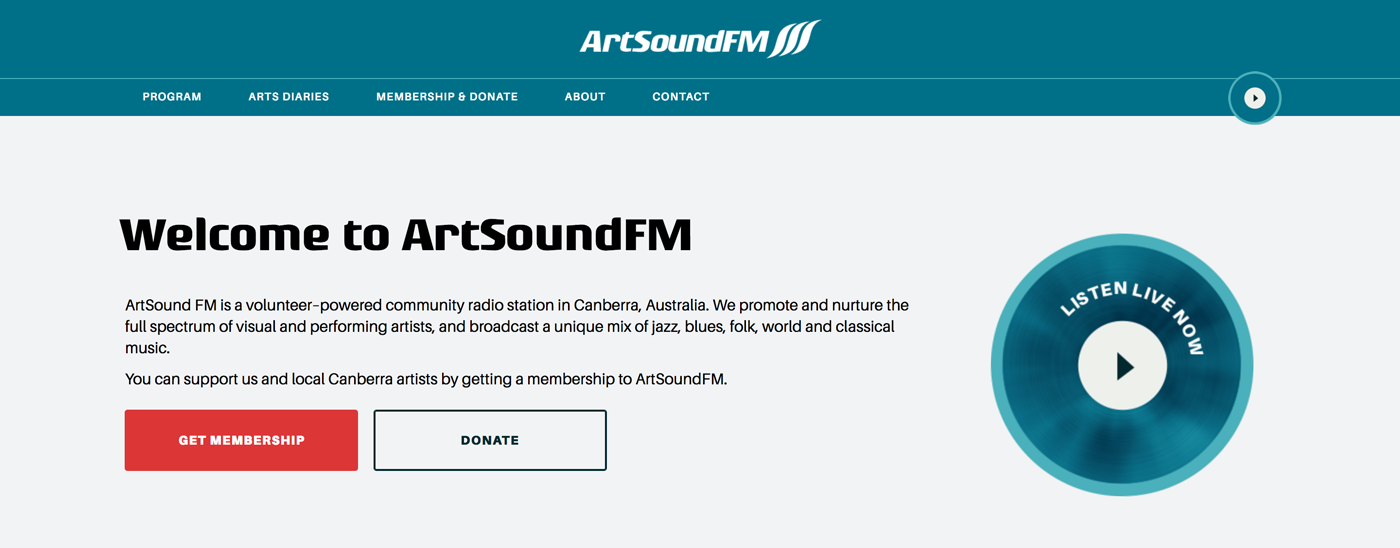 ArtSoundFM
PROGRAM
ARTS DIARIES
MEMBERSHIP & DONATE
ABOUT
CONTACT
Welcome to ArtSoundFM
ArtSound FM is a volunteer–powered community radio station in Canberra, Australia. We promote and nurture the
full spectrum of visual and performing artists, and broadcast a unique mix of jazz, blues, folk, world and classical
music.
You can support us and local Canberra artists by getting a membership to ArtSoundFM.
GET MEMBERSHIP
DONATE
LISTEN LIVE NOW